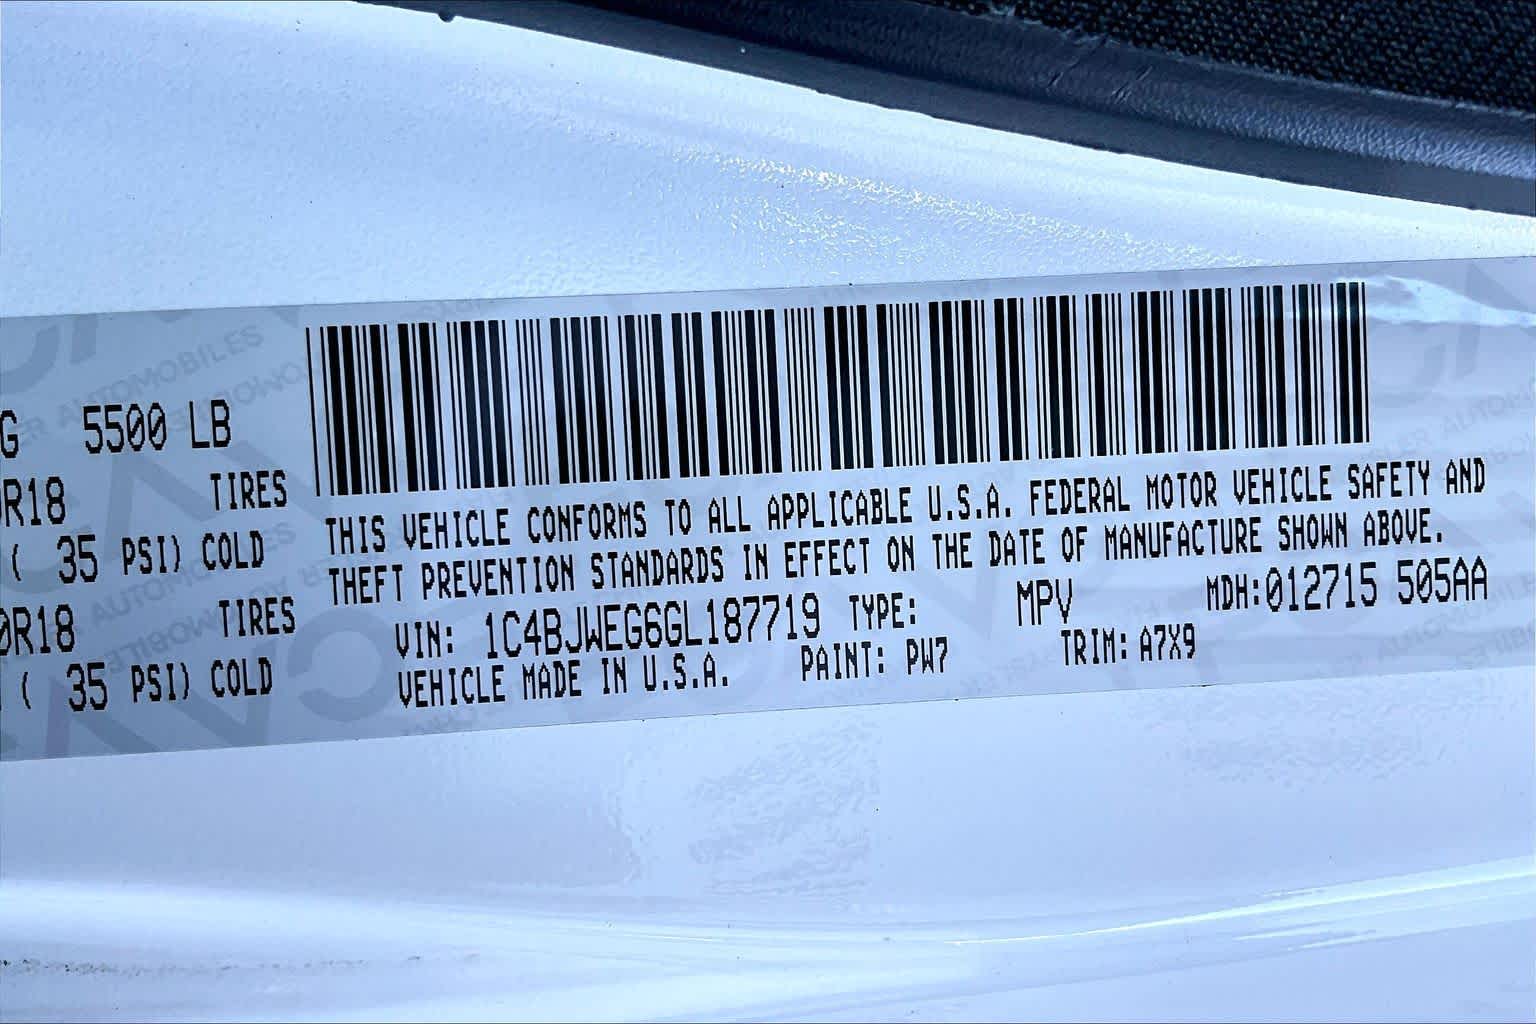 G 5500 LB
R18 TIRES
( 35 PSI) COLD
0R18 TIRES
( 35 PSI) COLD
THIS VEHICLE CONFORMS TO ALL APPLICABLE U.S.A. FEDERAL MOTOR VEHICLE SAFETY AND
THEFT PREVENTION STANDARDS IN EFFECT ON THE DATE OF MANUFACTURE SHOWN ABOVE.
VIN: 1C4BJWEG6GL187719 TYPE: MPV MDH:012715 505AA
VEHICLE MADE IN U.S.A. PAINT: PW7 TRIM: A7X9